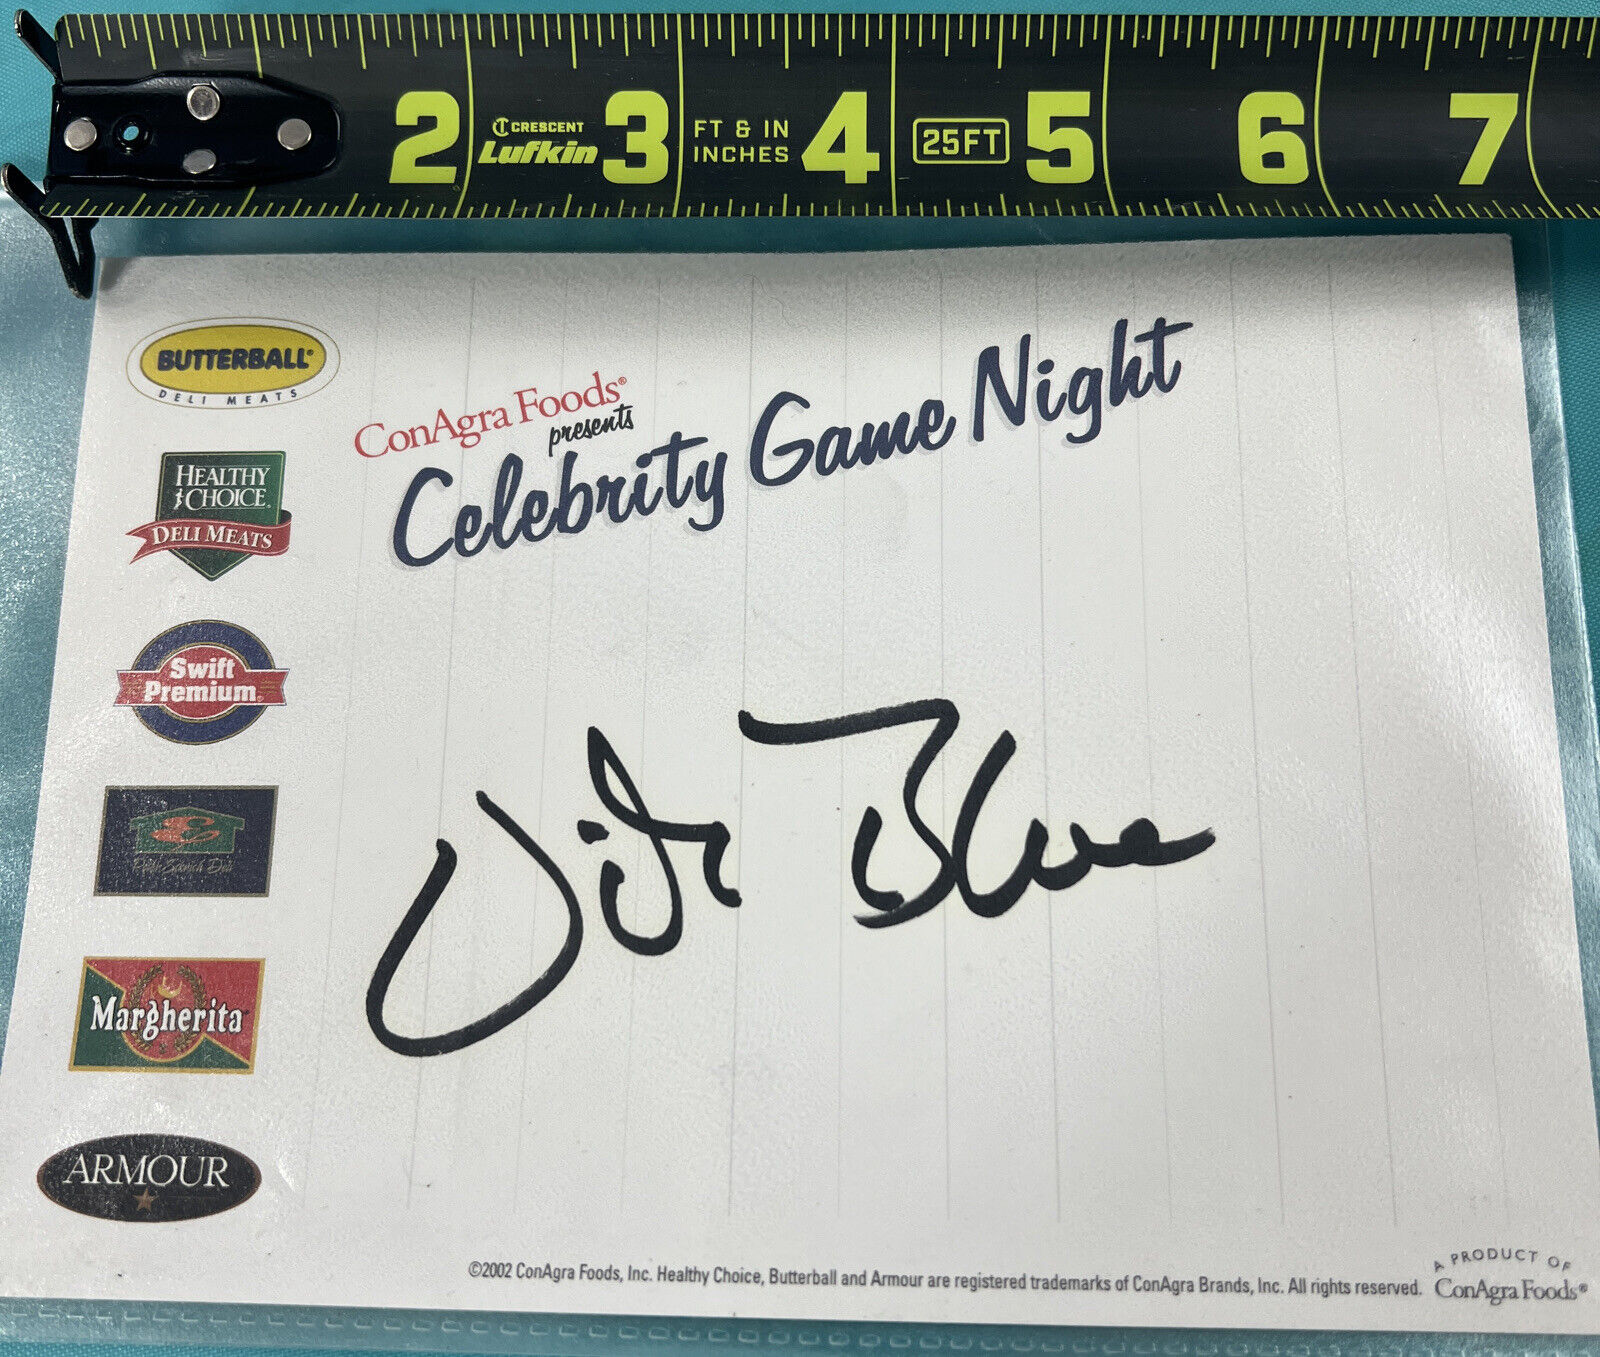 2 3 4 5 6 7
CRESCENT
Lufkin
FT & IN
INCHES
25FT
BUTTERBALL®
DELI MEATS
HEALTHY
CHOICE
DELI MEATS
Swift
Premium®
Margherita®
ARMOUR
ConAgra Foods®
presents
Celebrity Game Night
©2002 ConAgra Foods, Inc. Healthy Choice, Butterball and Armour are registered trademarks of ConAgra Brands, Inc. All rights reserved.
A PRODUCT OF
ConAgra Foods®